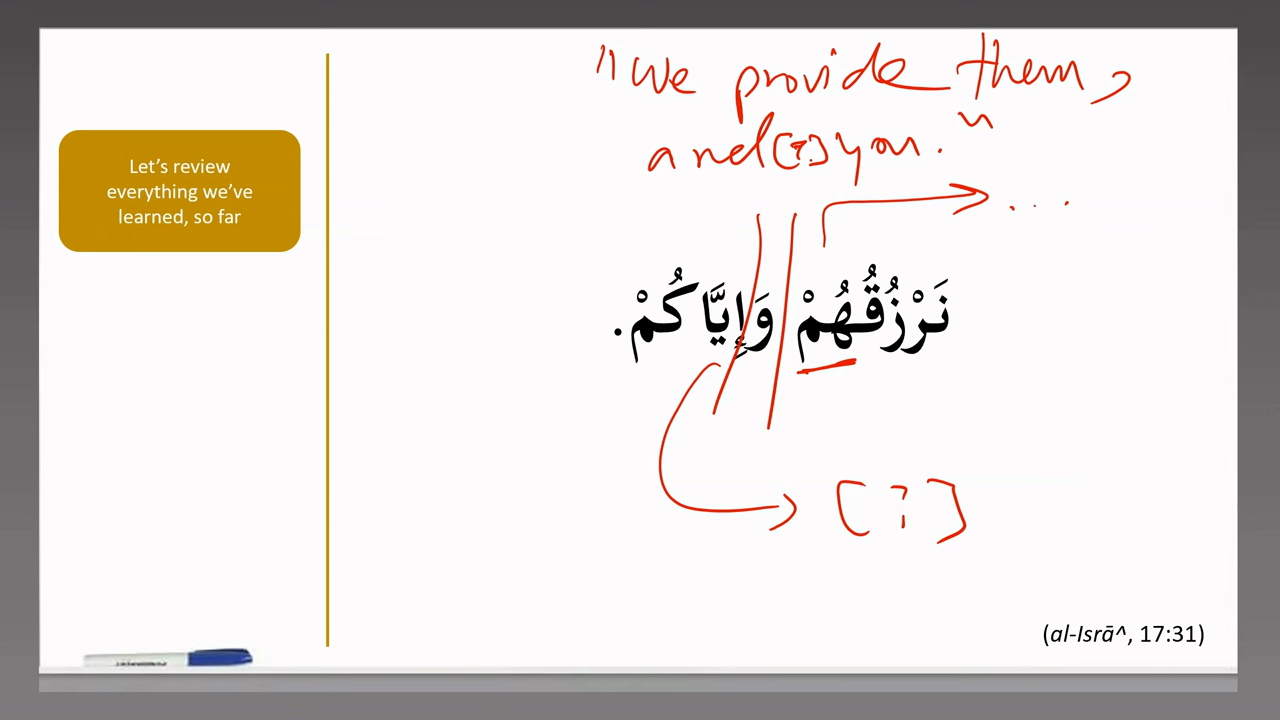 "We provide them,
and [?] you."
...
Let's review
everything we've
learned, so far
نَرْزُقُهُمْ وَإِيَّاكُمْ.
[?]
(al-Isrā^, 17:31)